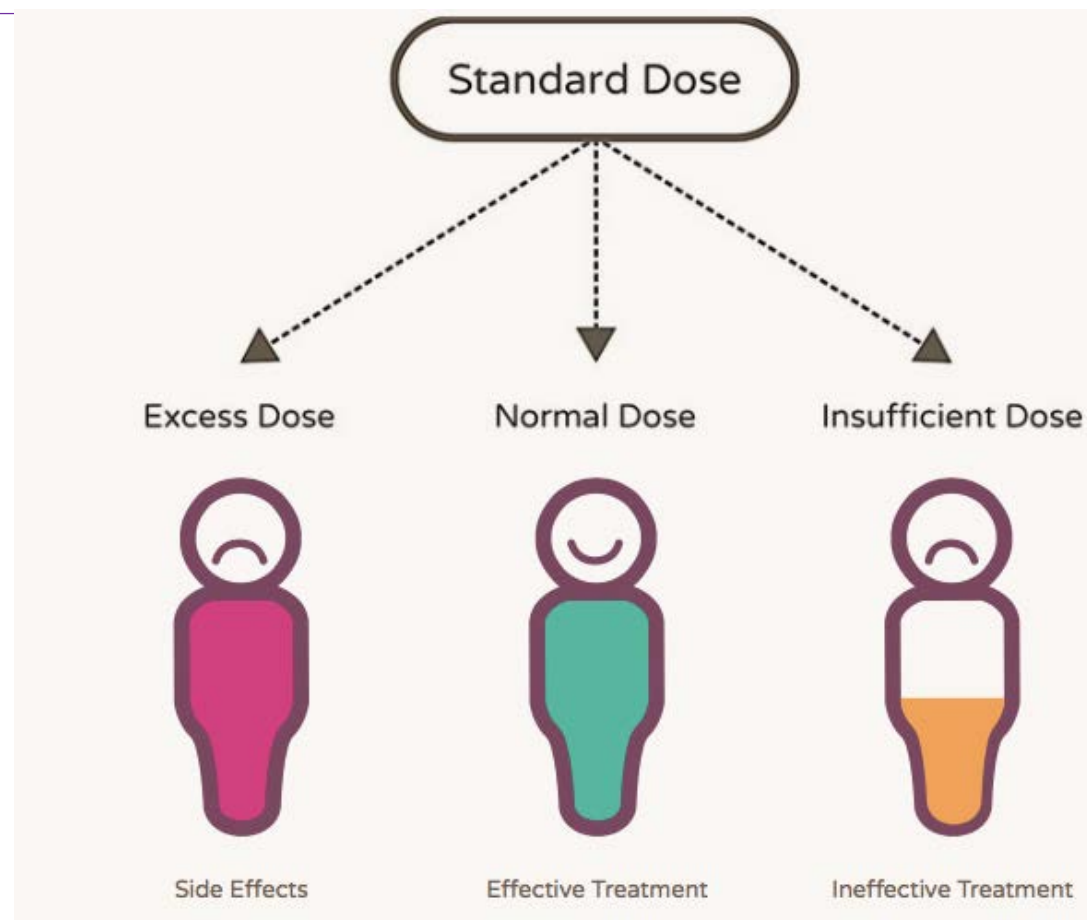 Standard Dose
Excess Dose
Normal Dose
Insufficient Dose
Side Effects
Effective Treatment
Ineffective Treatment